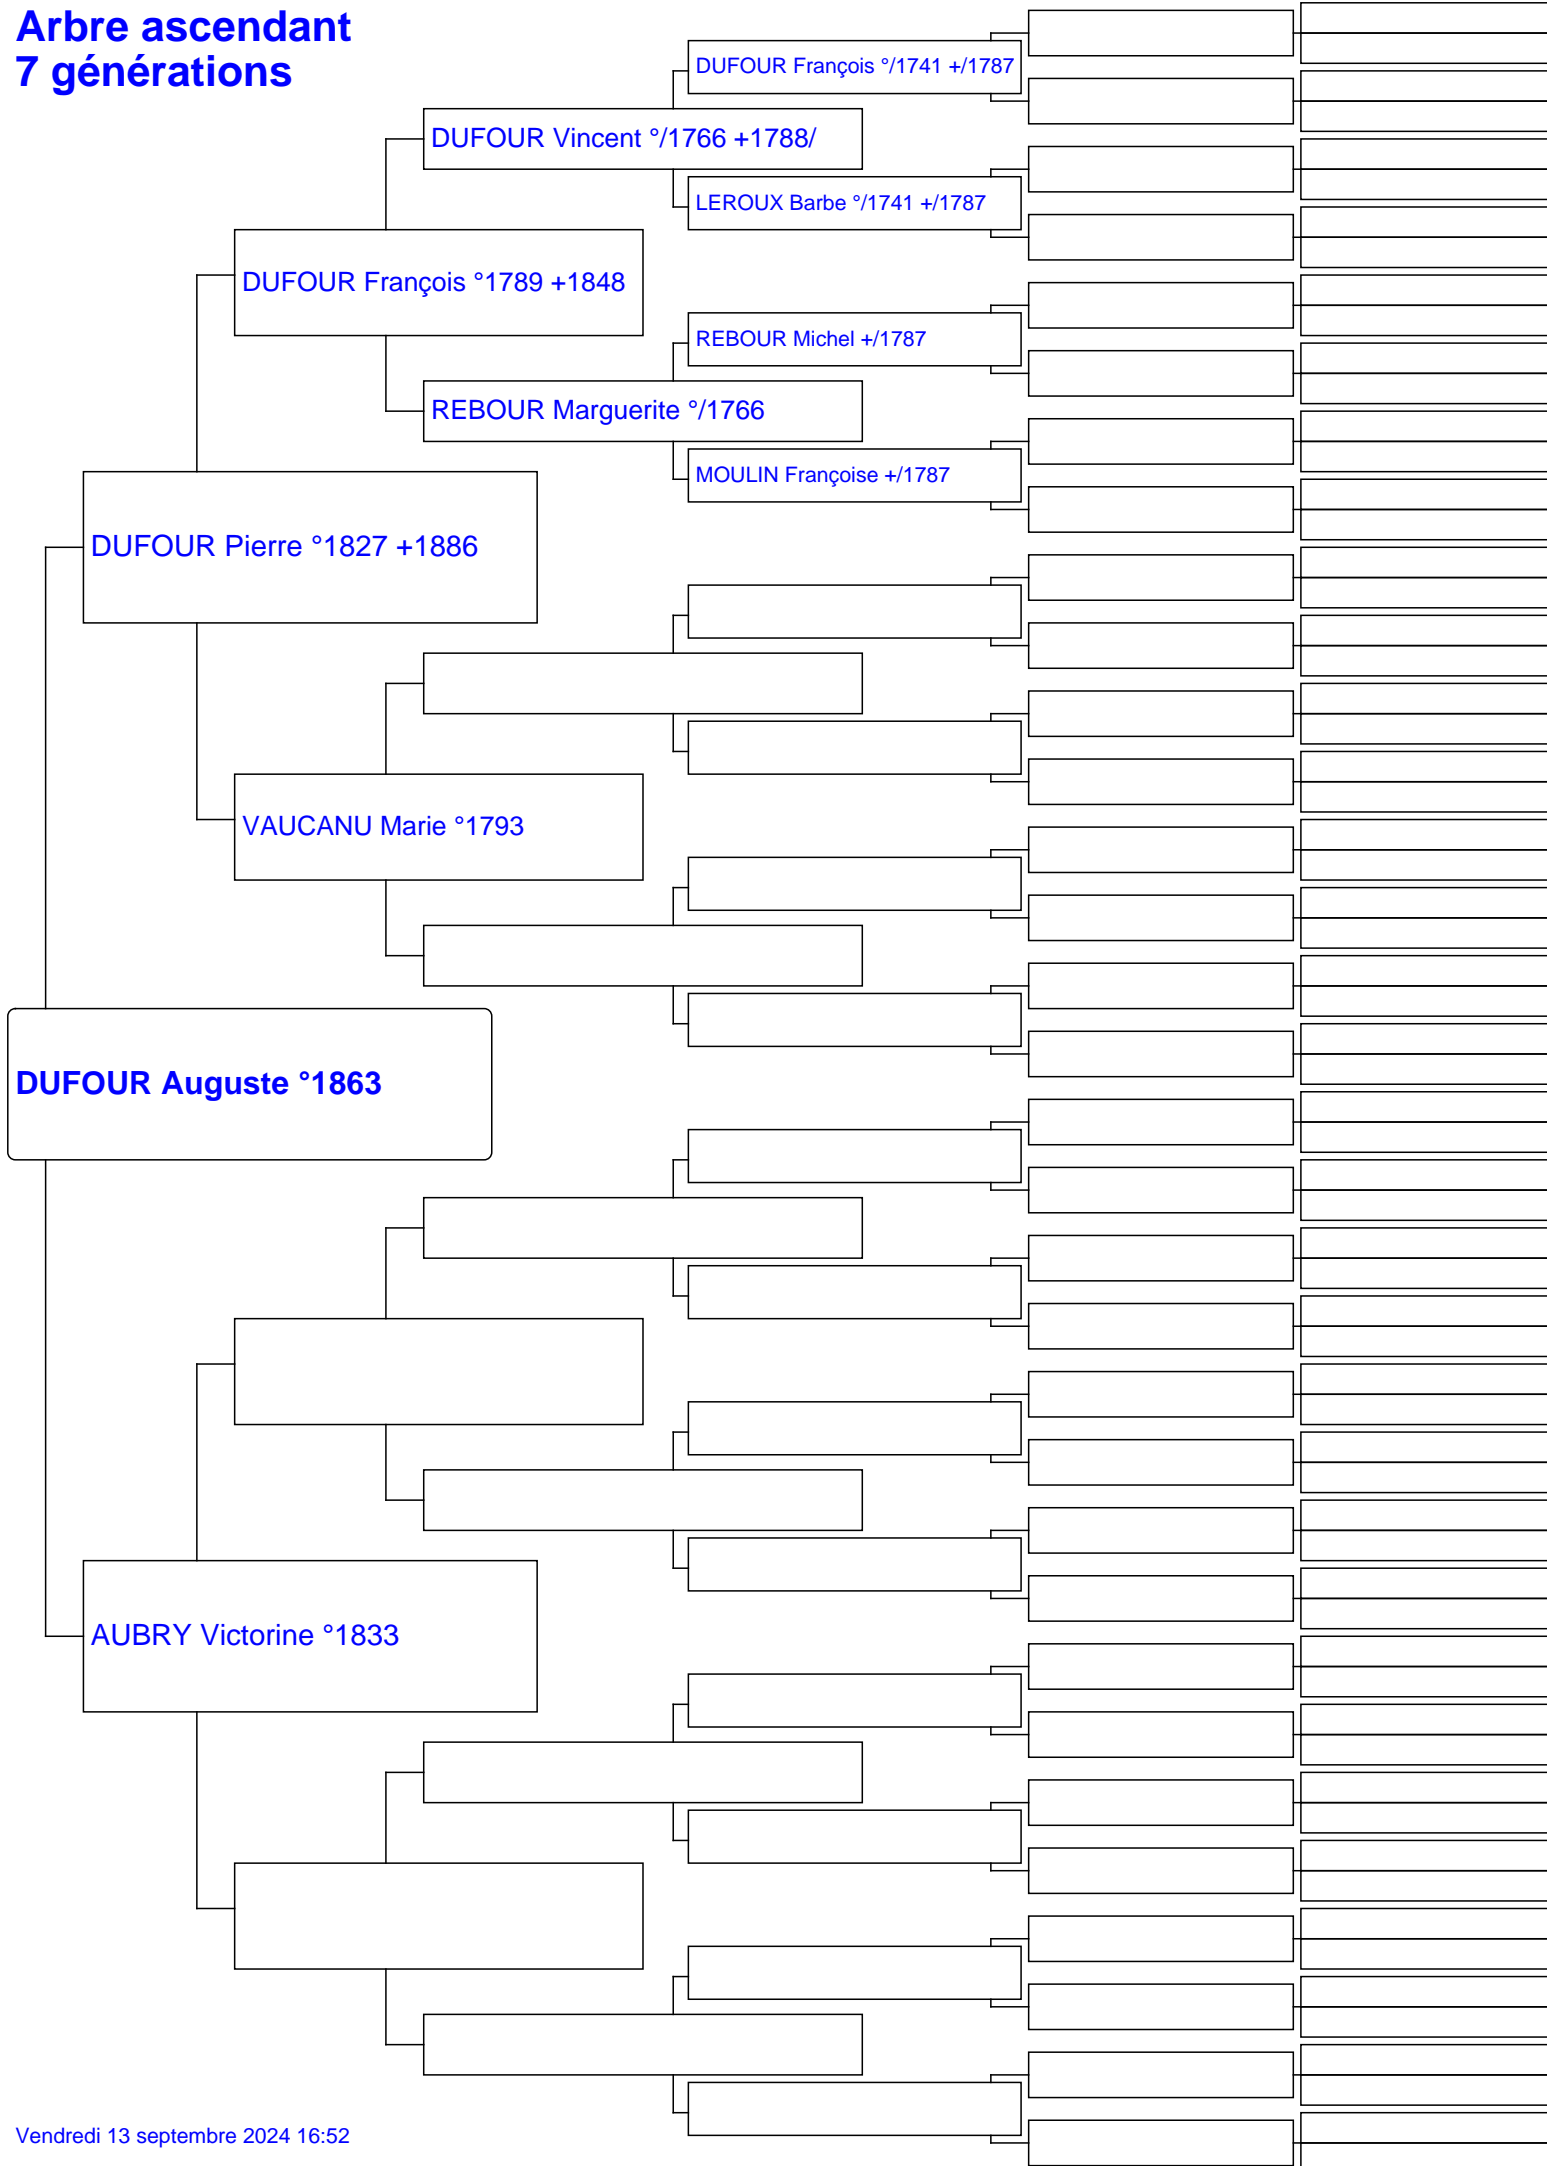 Arbre ascendant
7 générations
DUFOUR François °/1741 +/1787
DUFOUR Vincent °/1766 +1788/
LEROUX Barbe °/1741 +/1787
DUFOUR François °1789 +1848
REBOUR Michel +/1787
REBOUR Marguerite °/1766
MOULIN Françoise +/1787
DUFOUR Pierre °1827 +1886
VAUCANU Marie °1793
DUFOUR Auguste °1863
AUBRY Victorine °1833
Vendredi 13 septembre 2024 16:52